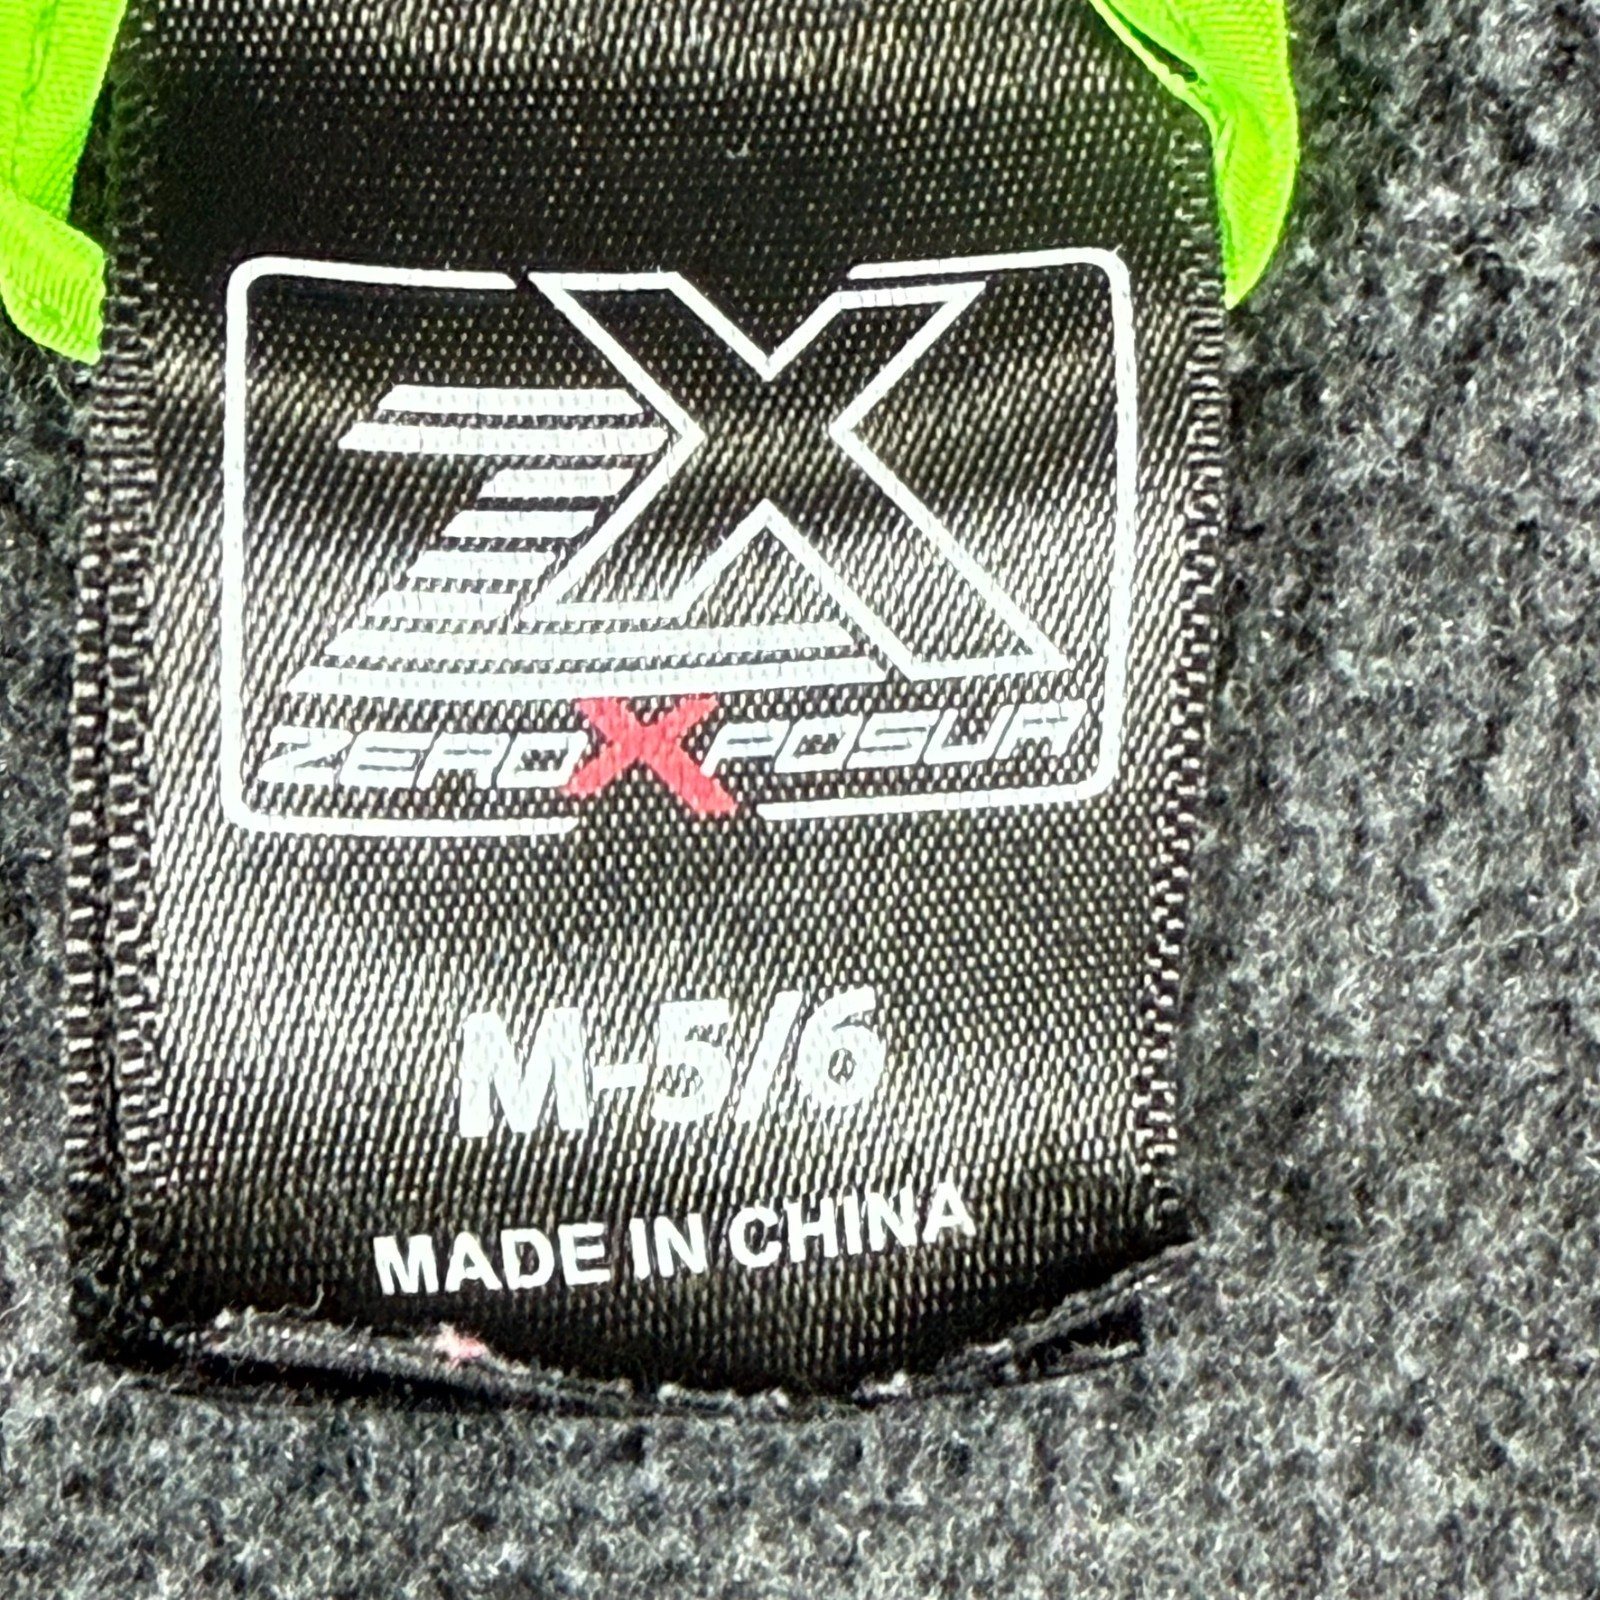 ZX
ZEROXPOSUR
M-5/6
MADE IN CHINA